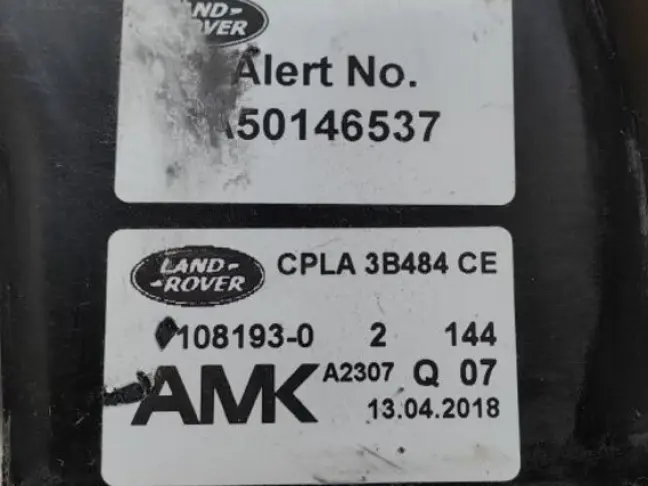 LAND-
ROVER
Alert No.
A50146537
LAND-
-ROVER
CPLA 3B484 CE
108193-0 2 144
AMK A2307 Q 07
13.04.2018